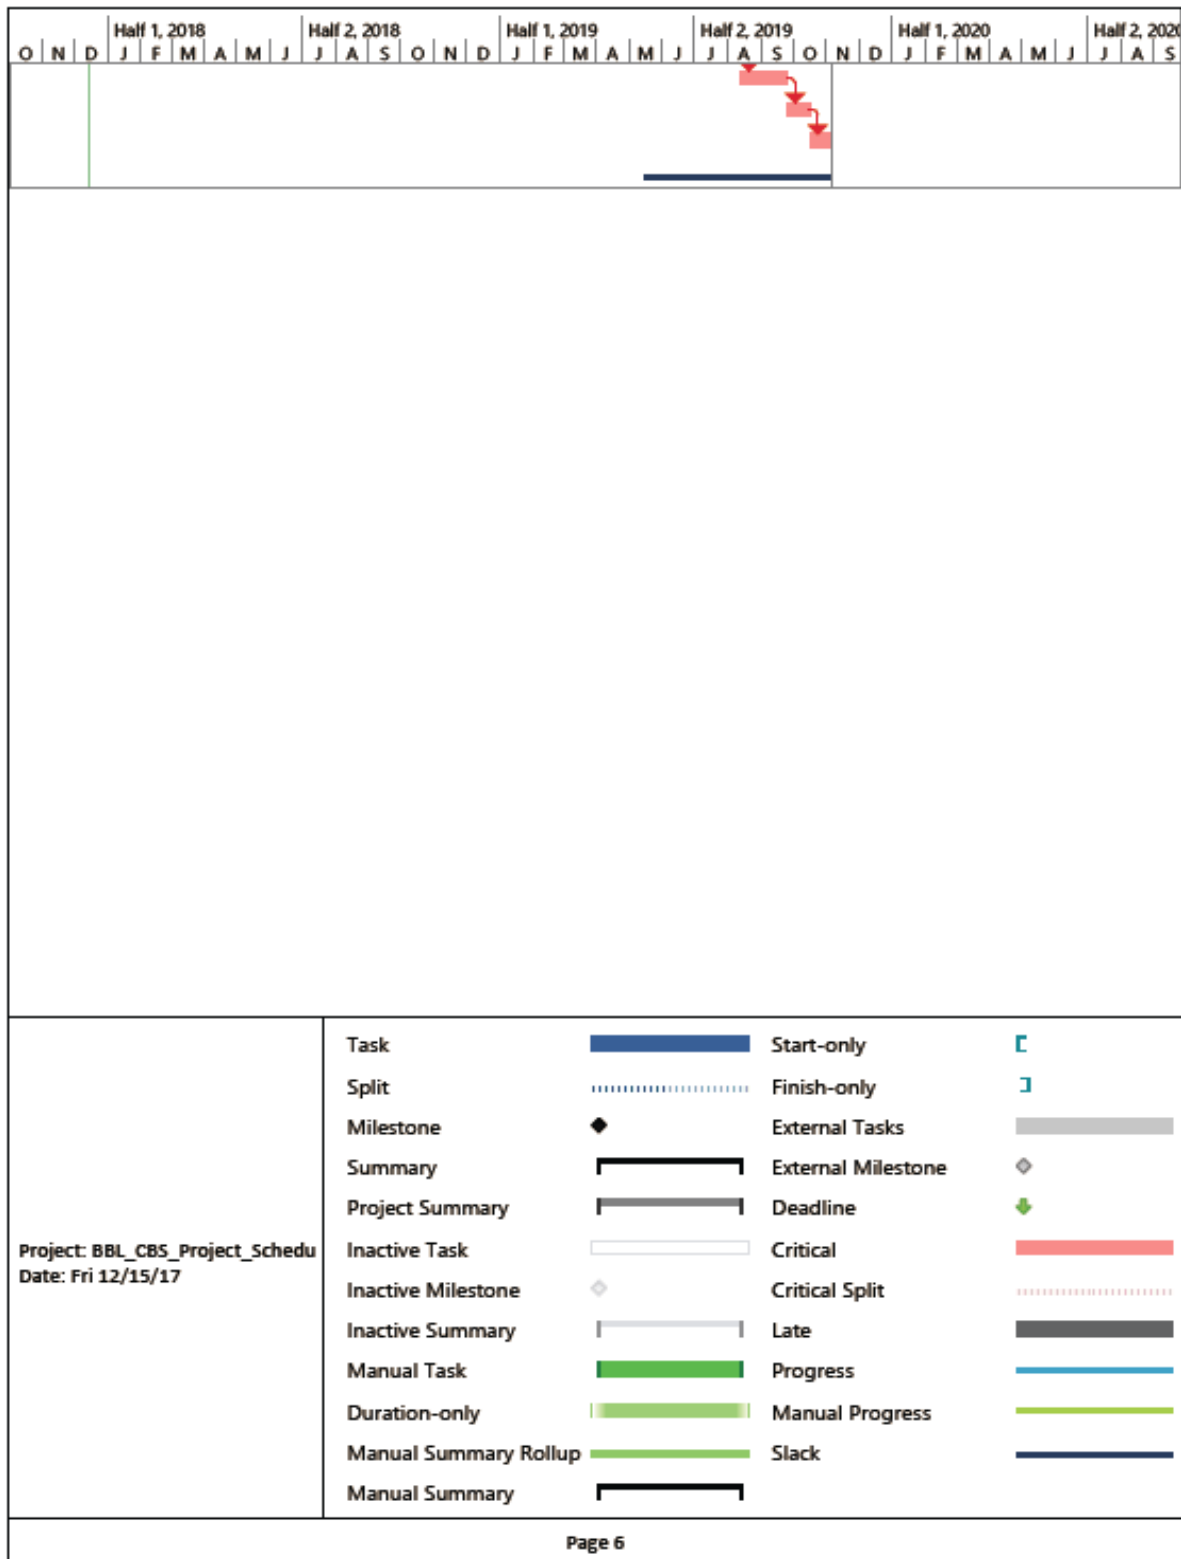 Half 1, 2018 Half 2, 2018 Half 1, 2019 Half 2, 2019 Half 1, 2020 Half 2, 2020
O N D J F M A M J J A S O N D J F M A M J J A S O N D J F M A M J J A S
Project: BBL_CBS_Project_Schedu
Date: Fri 12/15/17
Task Start-only
Split Finish-only
Milestone External Tasks
Summary External Milestone
Project Summary Deadline
Inactive Task Critical
Inactive Milestone Critical Split
Inactive Summary Late
Manual Task Progress
Duration-only Manual Progress
Manual Summary Rollup Slack
Manual Summary
Page 6